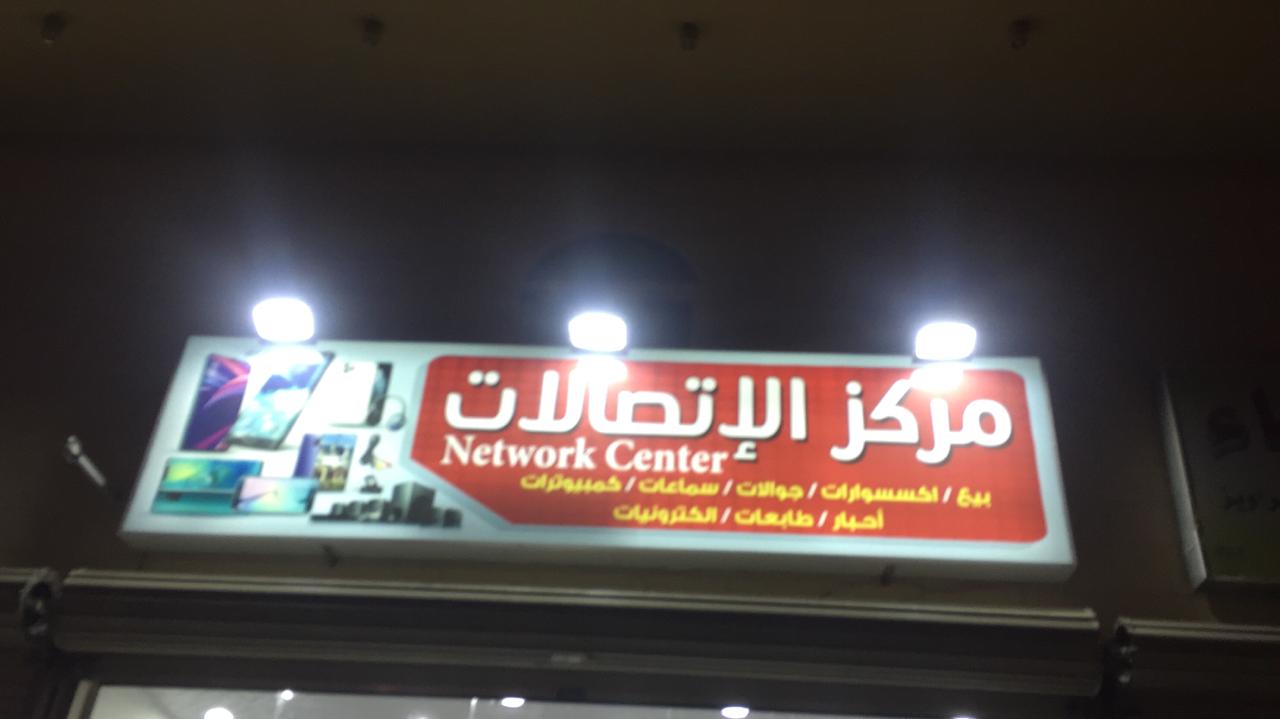 مركز الإتصالات
Network Center
بيع / اكسسوارات / جوالات / سماعات / كمبيوترات
أحبار / طابعات / الكترونيات